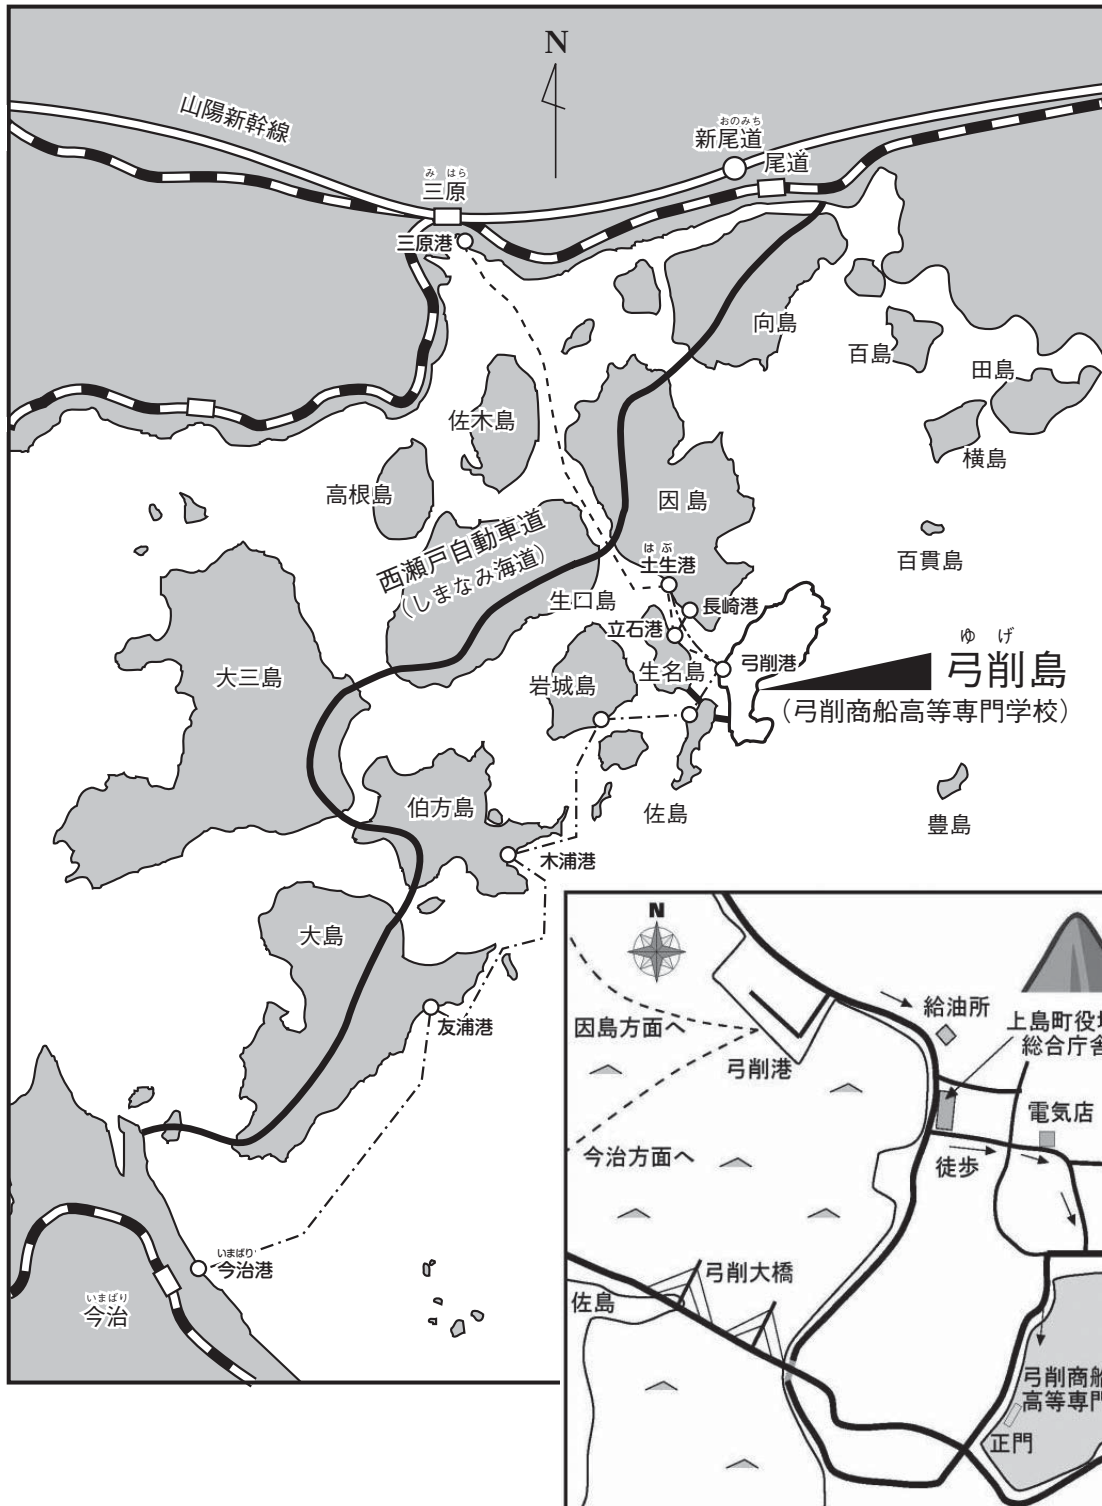 N
山陽新幹線
おのみち
新尾道
尾道
みはら
三原
三原港
向島
百島
田島
佐木島
横島
高根島
因島
西瀬戸自動車道
（しまなみ海道）
百貫島
はぶ
土生港
生口島
長崎港
立石港
ゆげ
弓削島
（弓削商船高等専門学校）
弓削港
生名島
大三島
岩城島
伯方島
佐島
豊島
木浦港
大島
友浦港
いまばり
今治港
いまばり
今治
N
給油所
上島町役
総合庁舎
因島方面へ
弓削港
電気店
今治方面へ
徒歩
弓削大橋
佐島
弓削商船
高等専門
正門